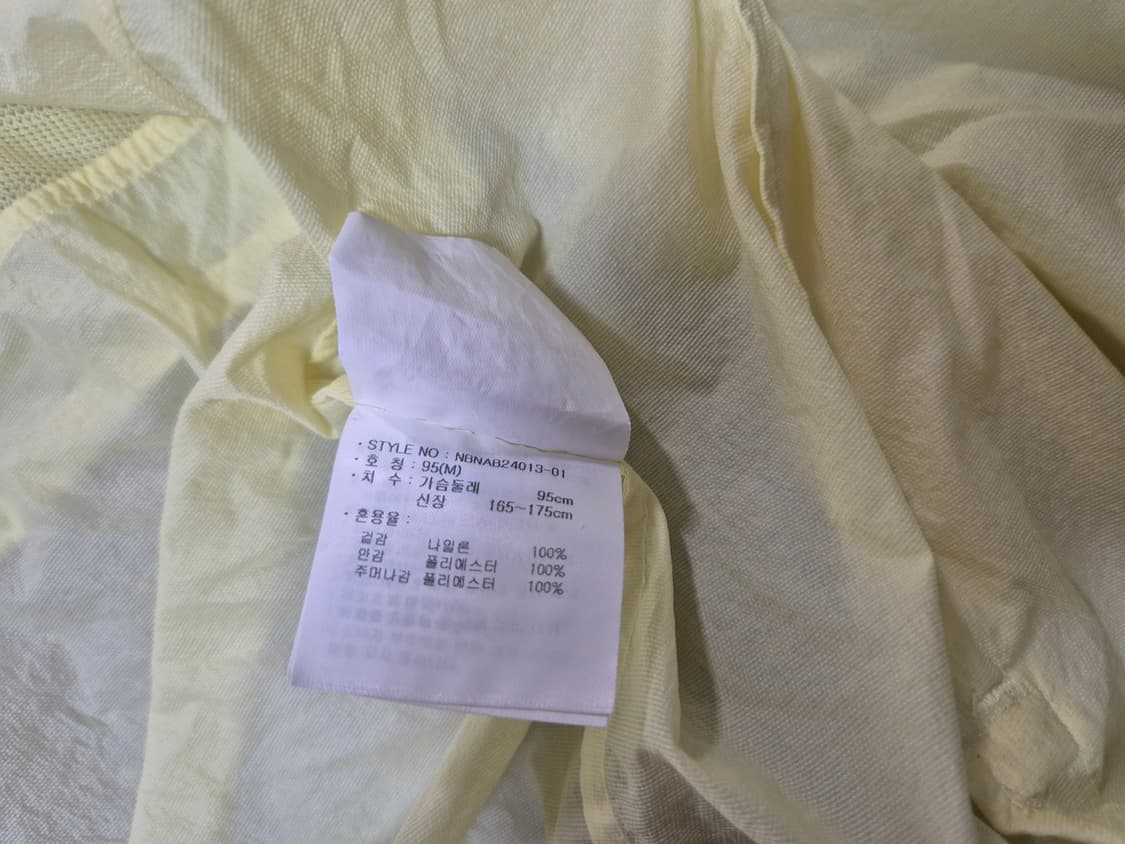 · STYLE NO : NBNAB24013-01
· 호 칭 : 95(M)
· 치 수 : 가슴둘레 95cm
신장 165~175cm
· 혼용율 :
겉감 나일론 100%
안감 폴리에스터 100%
주머니감 폴리에스터 100%